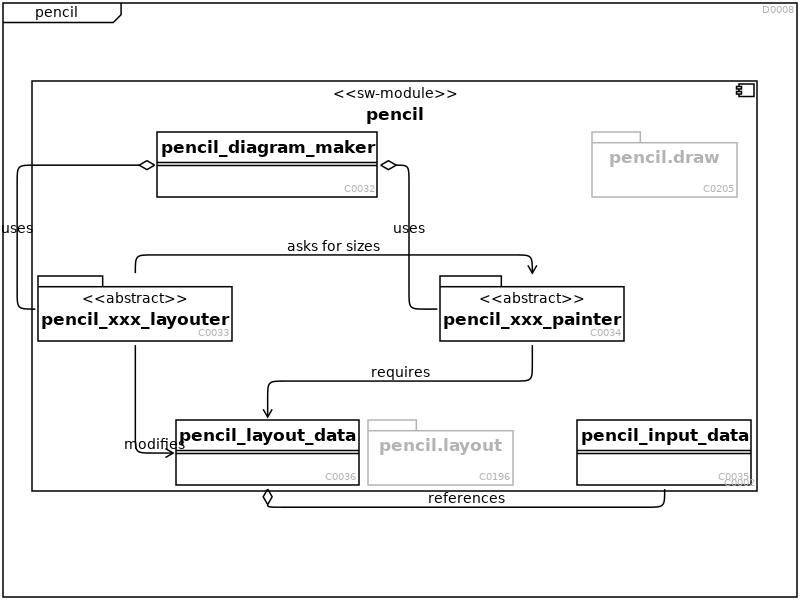 pencil
D0008
<<sw-module>>
pencil
pencil_diagram_maker
C0032
pencil.draw
C0205
uses
uses
asks for sizes
<<abstract>>
pencil_xxx_layouter
C0033
<<abstract>>
pencil_xxx_painter
C0034
requires
modifies
pencil_layout_data
C0036
pencil.layout
C0196
pencil_input_data
C0035
C0002
references